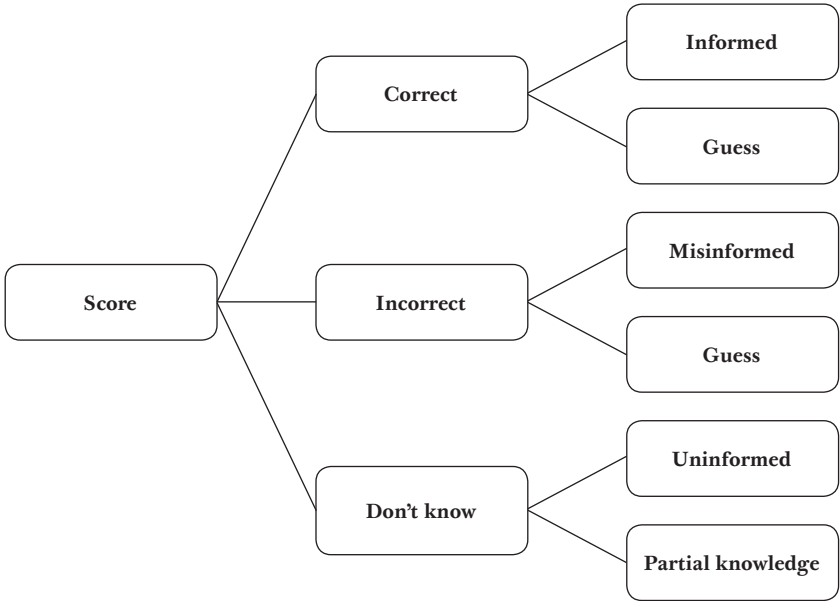 Informed
Correct
Guess
Misinformed
Score
Incorrect
Guess
Uninformed
Don’t know
Partial knowledge